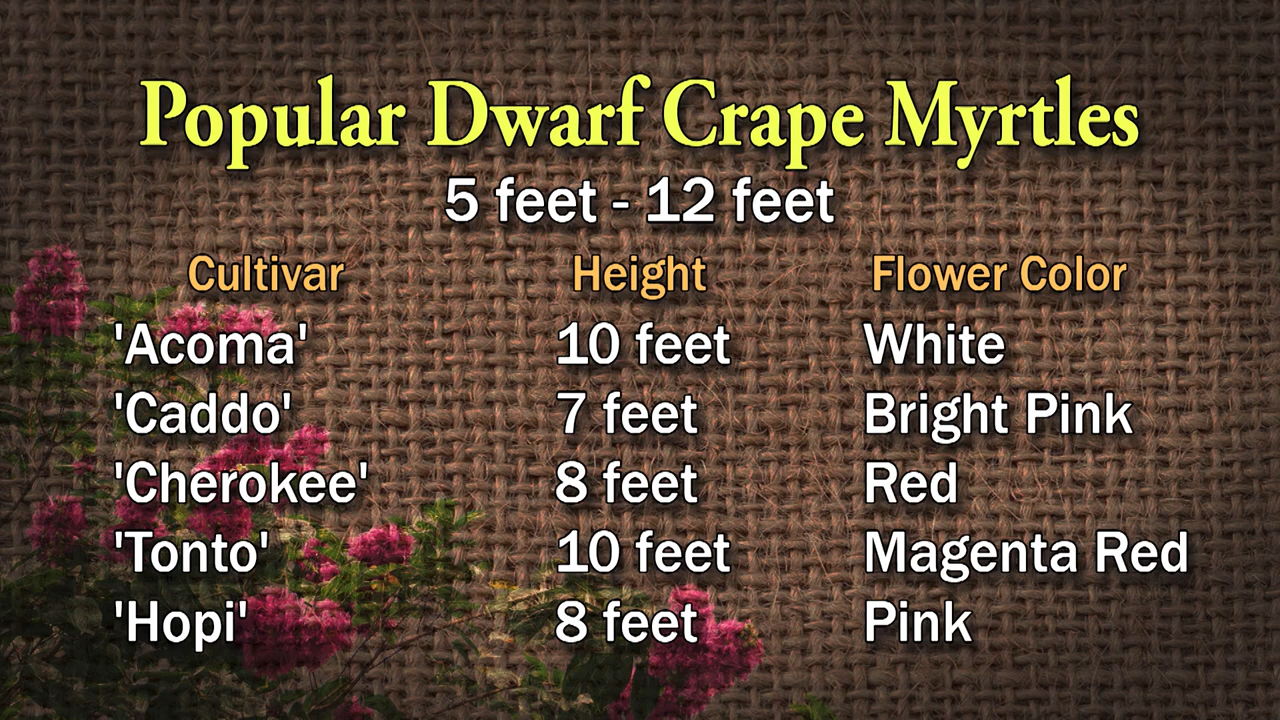 Popular Dwarf Crape Myrtles
5 feet - 12 feet
Cultivar Height Flower Color
'Acoma' 10 feet White
'Caddo' 7 feet Bright Pink
'Cherokee' 8 feet Red
'Tonto' 10 feet Magenta Red
'Hopi' 8 feet Pink